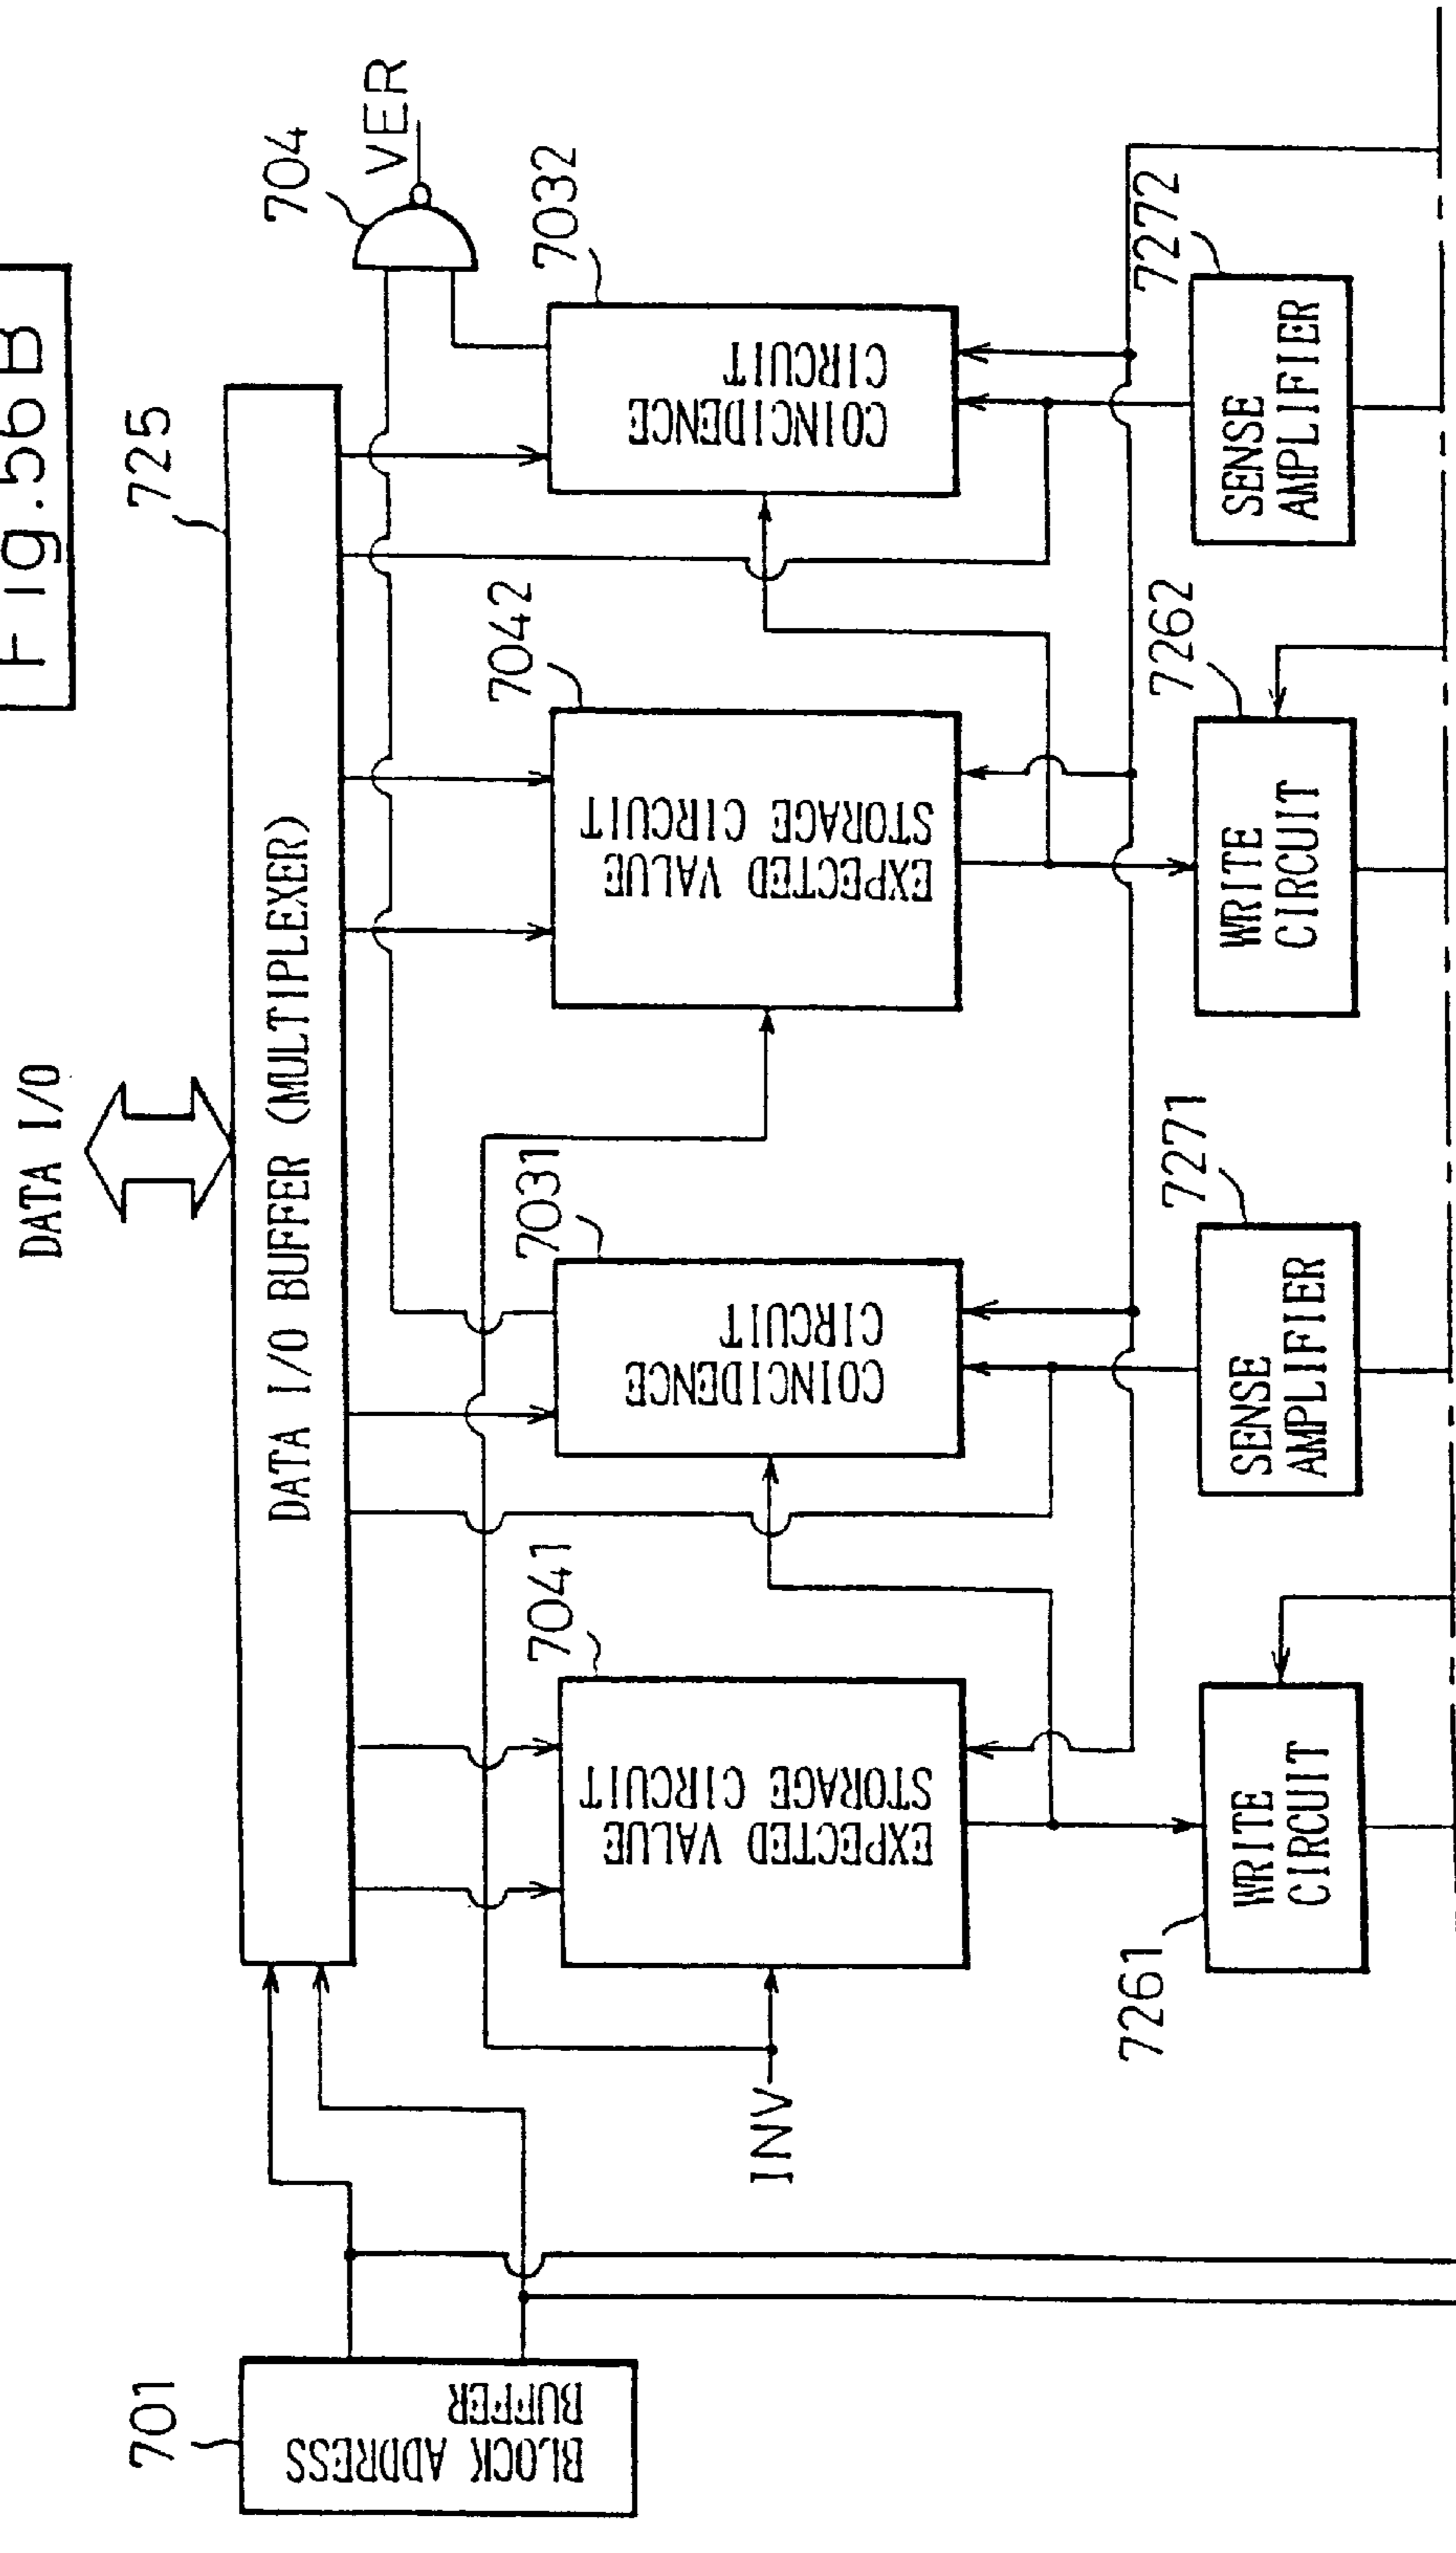 Fig.56B
DATA I/O
725
DATA I/O BUFFER (MULTIPLEXER)
701
BLOCK ADDRESS
BUFFER
704
VER
INV
7041
EXPECTED VALUE
STORAGE CIRCUIT
7031
COINCIDENCE
CIRCUIT
7042
EXPECTED VALUE
STORAGE CIRCUIT
7032
COINCIDENCE
CIRCUIT
7261
WRITE
CIRCUIT
7271
SENSE
AMPLIFIER
7262
WRITE
CIRCUIT
7272
SENSE
AMPLIFIER